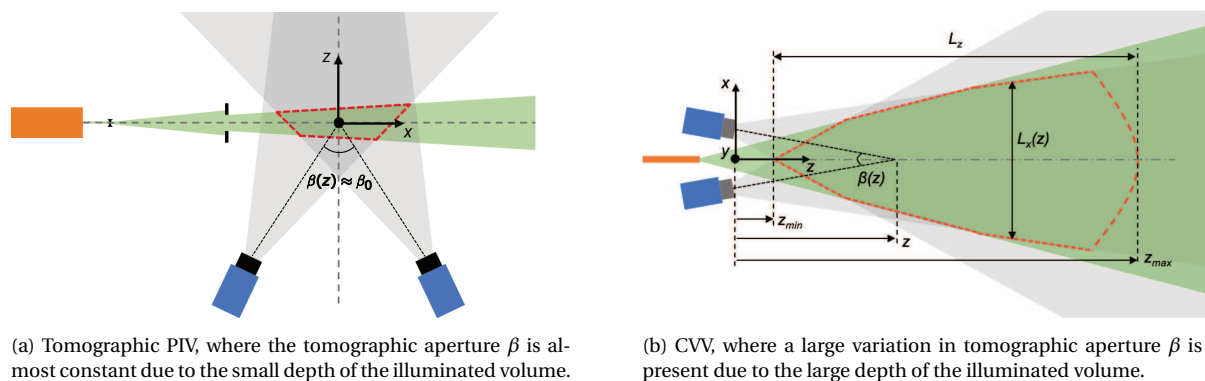 z
x
β(z) ≈ β₀
(a) Tomographic PIV, where the tomographic aperture β is al-
most constant due to the small depth of the illuminated volume.
L_z
x
y
z
β(z)
L_x(z)
z_min
z
z_max
(b) CVV, where a large variation in tomographic aperture β is
present due to the large depth of the illuminated volume.